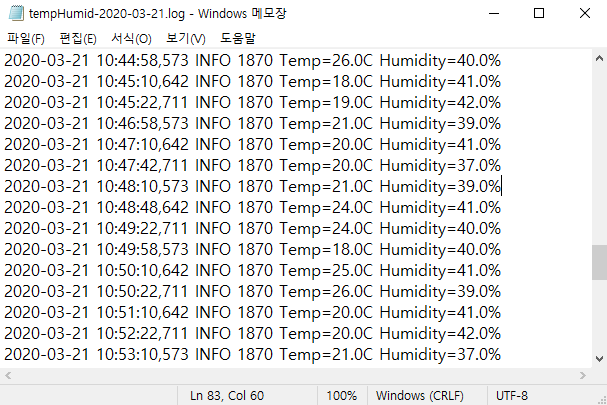 tempHumid-2020-03-21.log - Windows 메모장
파일(F) 편집(E) 서식(O) 보기(V) 도움말
2020-03-21 10:44:58,573 INFO 1870 Temp=26.0C Humidity=40.0%
2020-03-21 10:45:10,642 INFO 1870 Temp=18.0C Humidity=41.0%
2020-03-21 10:45:22,711 INFO 1870 Temp=19.0C Humidity=42.0%
2020-03-21 10:46:58,573 INFO 1870 Temp=21.0C Humidity=39.0%
2020-03-21 10:47:10,642 INFO 1870 Temp=20.0C Humidity=41.0%
2020-03-21 10:47:42,711 INFO 1870 Temp=20.0C Humidity=37.0%
2020-03-21 10:48:10,573 INFO 1870 Temp=21.0C Humidity=39.0%
2020-03-21 10:48:48,642 INFO 1870 Temp=24.0C Humidity=41.0%
2020-03-21 10:49:22,711 INFO 1870 Temp=24.0C Humidity=40.0%
2020-03-21 10:49:58,573 INFO 1870 Temp=18.0C Humidity=40.0%
2020-03-21 10:50:10,642 INFO 1870 Temp=25.0C Humidity=41.0%
2020-03-21 10:50:22,711 INFO 1870 Temp=26.0C Humidity=39.0%
2020-03-21 10:51:10,642 INFO 1870 Temp=20.0C Humidity=41.0%
2020-03-21 10:52:22,711 INFO 1870 Temp=20.0C Humidity=42.0%
2020-03-21 10:53:10,573 INFO 1870 Temp=21.0C Humidity=37.0%
Ln 83, Col 60 100% Windows (CRLF) UTF-8